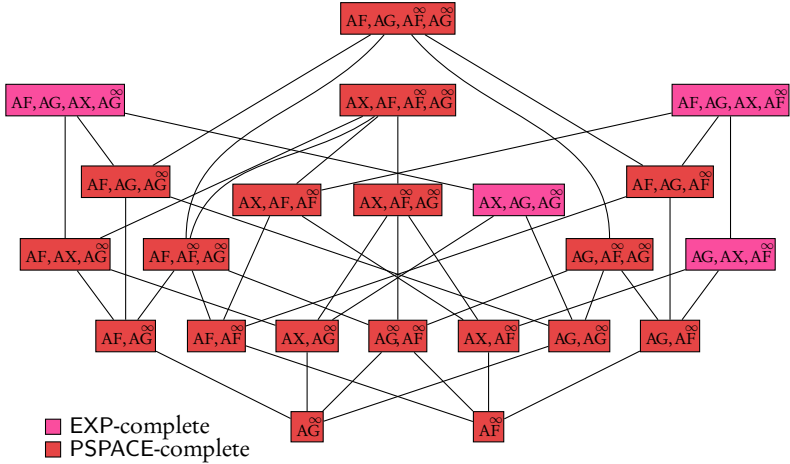 AF, AG, AF∞, AG∞
AF, AG, AX, AG∞
AX, AF, AF∞, AG∞
AF, AG, AX, AF∞
AF, AG, AG∞
AX, AF, AF∞
AX, AF∞, AG∞
AX, AG, AG∞
AF, AG, AF∞
AF, AX, AG∞
AF, AF∞, AG∞
AG, AF∞, AG∞
AG, AX, AF∞
AF, AG∞
AF, AF∞
AX, AG∞
AG∞, AF∞
AX, AF∞
AG, AG∞
AG, AF∞
AG∞
AF∞
EXP-complete
PSPACE-complete